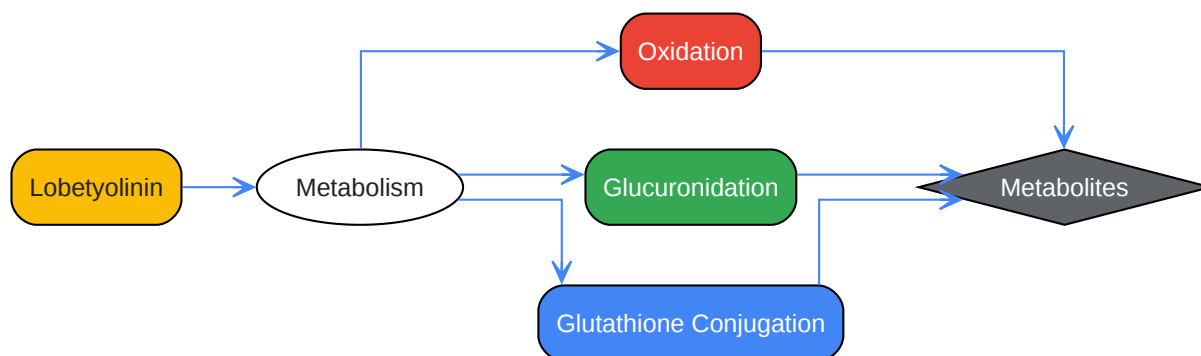 Oxidation
Lobetyolinin
Metabolism
Glucuronidation
Metabolites
Glutathione Conjugation